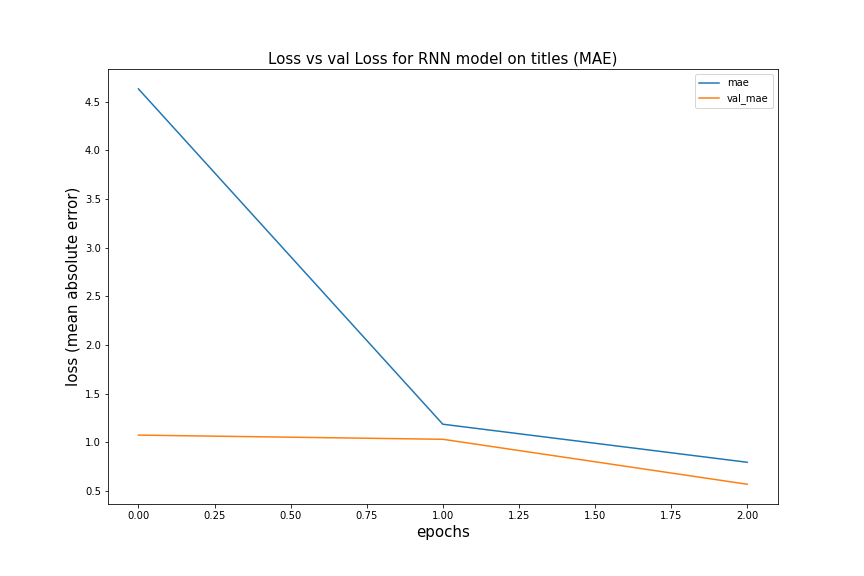 Loss vs val Loss for RNN model on titles (MAE)
mae
val_mae
loss (mean absolute error)
4.5
4.0
3.5
3.0
2.5
2.0
1.5
1.0
0.5
0.00 0.25 0.50 0.75 1.00 1.25 1.50 1.75 2.00
epochs